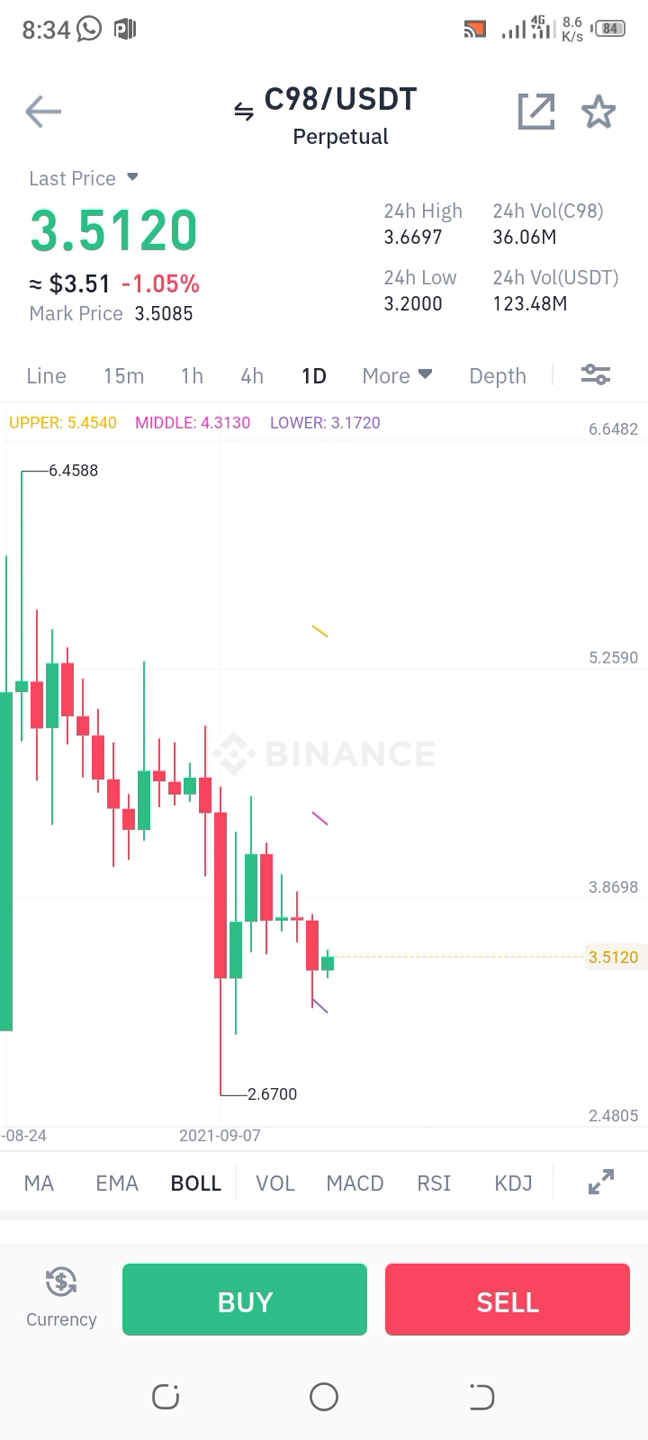 8:34
4G
8.6
K/s
84
C98/USDT
Perpetual
Last Price
3.5120
≈ $3.51 -1.05%
Mark Price 3.5085
24h High
3.6697
24h Vol(C98)
36.06M
24h Low
3.2000
24h Vol(USDT)
123.48M
Line 15m 1h 4h 1D More Depth
UPPER: 5.4540 MIDDLE: 4.3130 LOWER: 3.1720
6.6482
6.4588
5.2590
BINANCE
3.8698
3.5120
2.6700
2.4805
-08-24 2021-09-07
MA EMA BOLL VOL MACD RSI KDJ
Currency
BUY
SELL